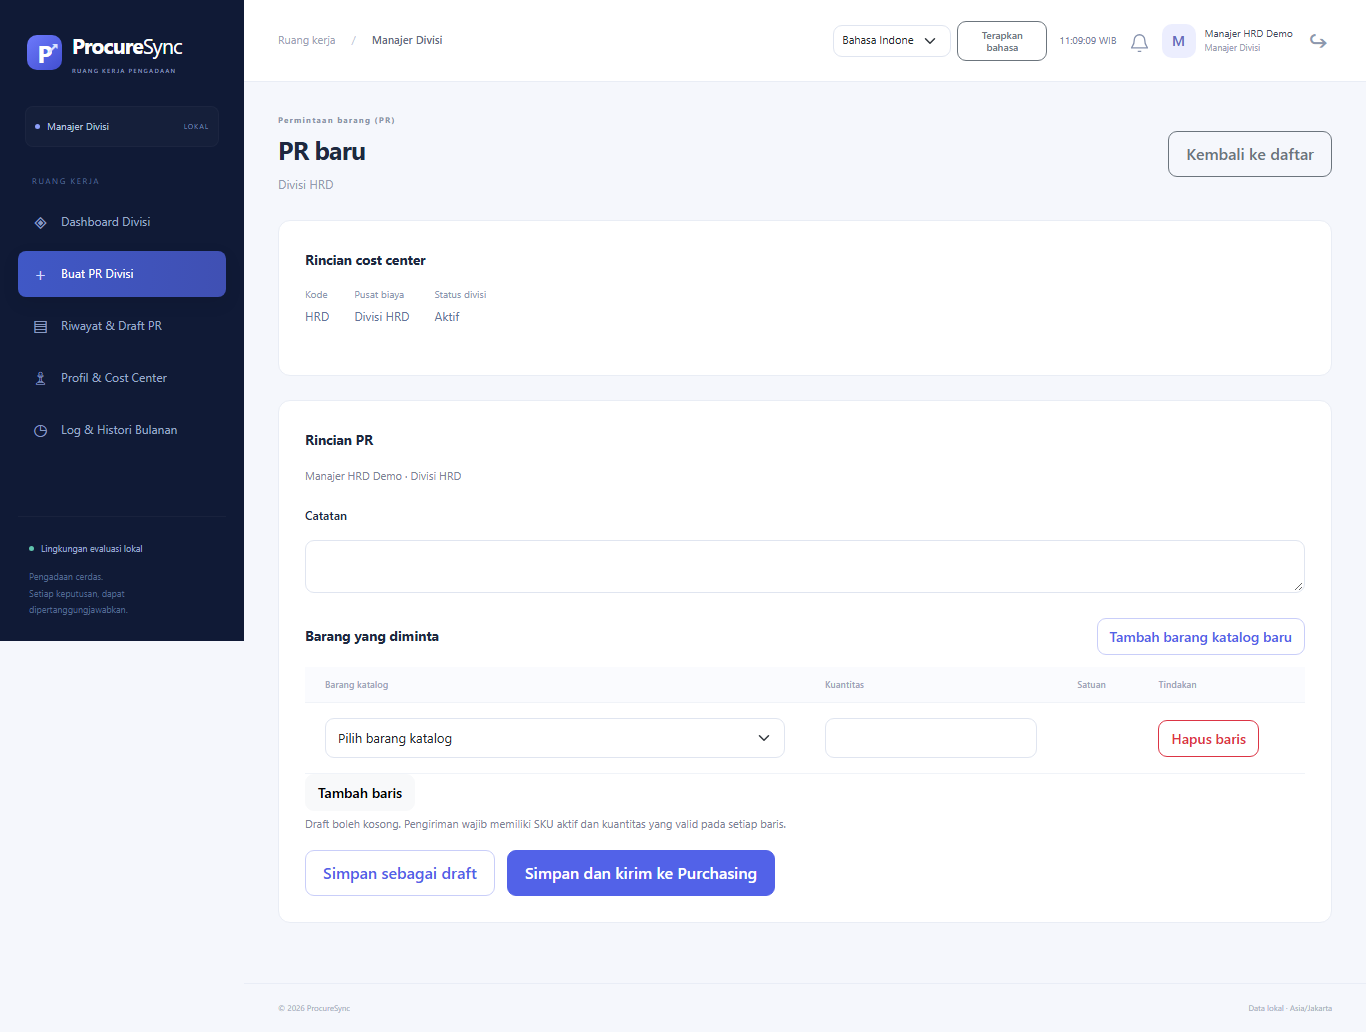 ProcureSync
RUANG KERJA PENGADAAN
Manajer Divisi
LOKAL
RUANG KERJA
Dashboard Divisi
Buat PR Divisi
Riwayat & Draft PR
Profil & Cost Center
Log & Histori Bulanan
Lingkungan evaluasi lokal
Pengadaan cerdas.
Setiap keputusan, dapat
dipertanggungjawabkan.
Ruang kerja / Manajer Divisi
Bahasa Indone
Terapkan
bahasa
11:09:09 WIB
M
Manajer HRD Demo
Manajer Divisi
Permintaan barang (PR)
PR baru
Divisi HRD
Kembali ke daftar
Rincian cost center
Kode Pusat biaya Status divisi
HRD Divisi HRD Aktif
Rincian PR
Manajer HRD Demo · Divisi HRD
Catatan
Barang yang diminta
Tambah barang katalog baru
Barang katalog Kuantitas Satuan Tindakan
Pilih barang katalog
Hapus baris
Tambah baris
Draft boleh kosong. Pengiriman wajib memiliki SKU aktif dan kuantitas yang valid pada setiap baris.
Simpan sebagai draft
Simpan dan kirim ke Purchasing
© 2026 ProcureSync
Data lokal · Asia/Jakarta